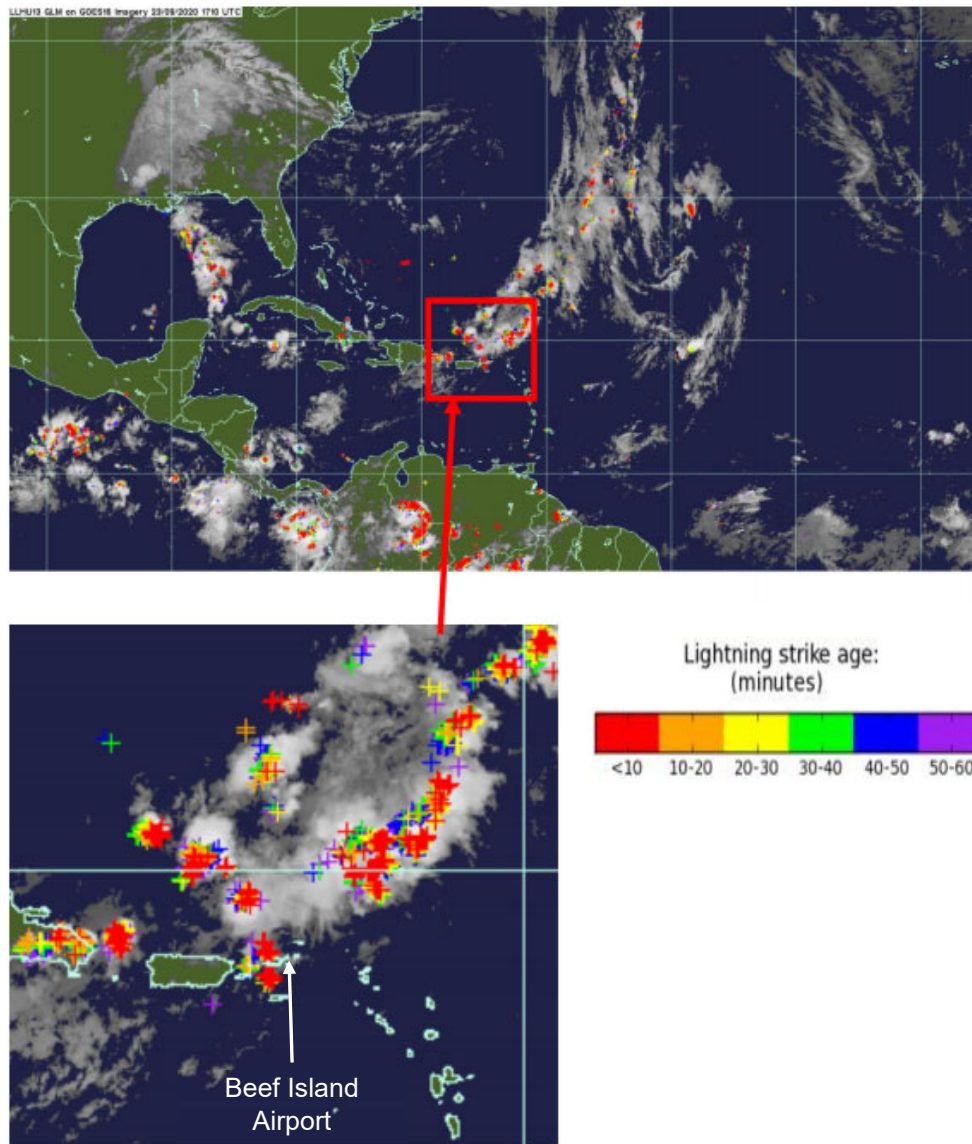 LLHU13 GLM on GOES16 Imagery 23/09/2020 1710 UTC
Lightning strike age:
(minutes)
<10 10-20 20-30 30-40 40-50 50-60
Beef Island
Airport